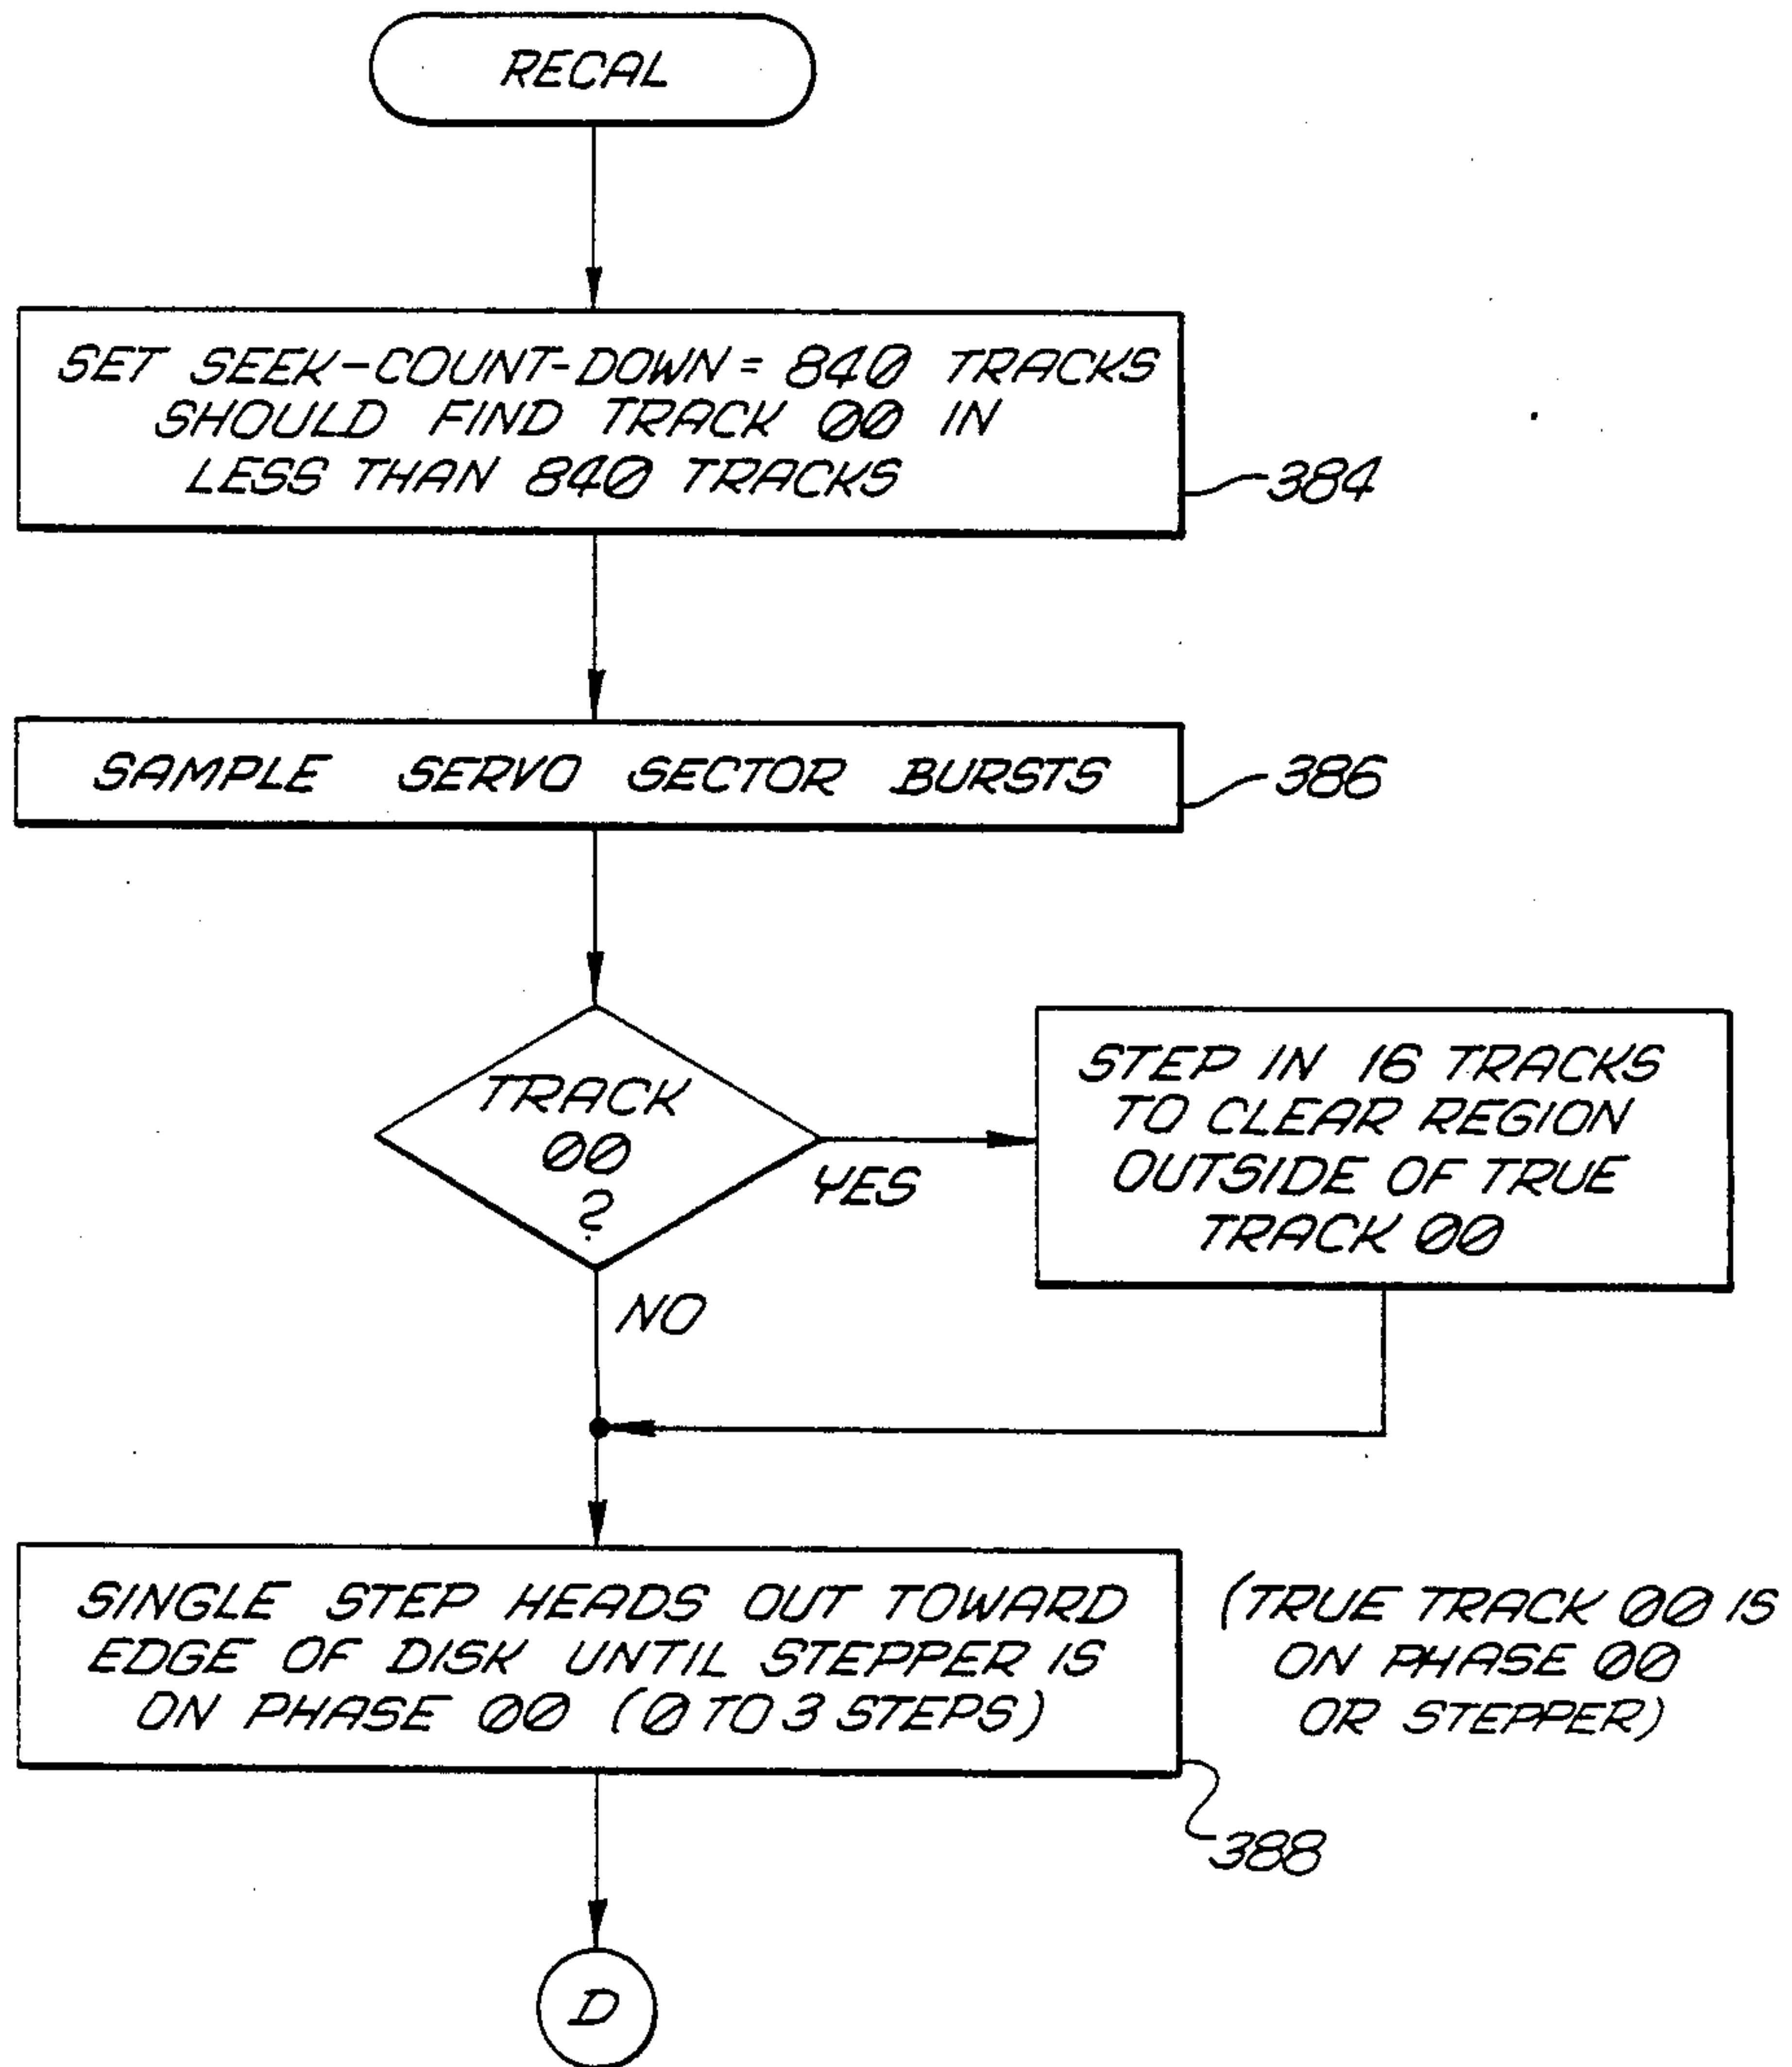 RECAL
SET SEEK-COUNT-DOWN = 840 TRACKS
SHOULD FIND TRACK 00 IN
LESS THAN 840 TRACKS
384
SAMPLE SERVO SECTOR BURSTS
386
TRACK
00
?
YES
NO
STEP IN 16 TRACKS
TO CLEAR REGION
OUTSIDE OF TRUE
TRACK 00
SINGLE STEP HEADS OUT TOWARD
EDGE OF DISK UNTIL STEPPER IS
ON PHASE 00 (0 TO 3 STEPS)
(TRUE TRACK 00 IS
ON PHASE 00
OR STEPPER)
388
D